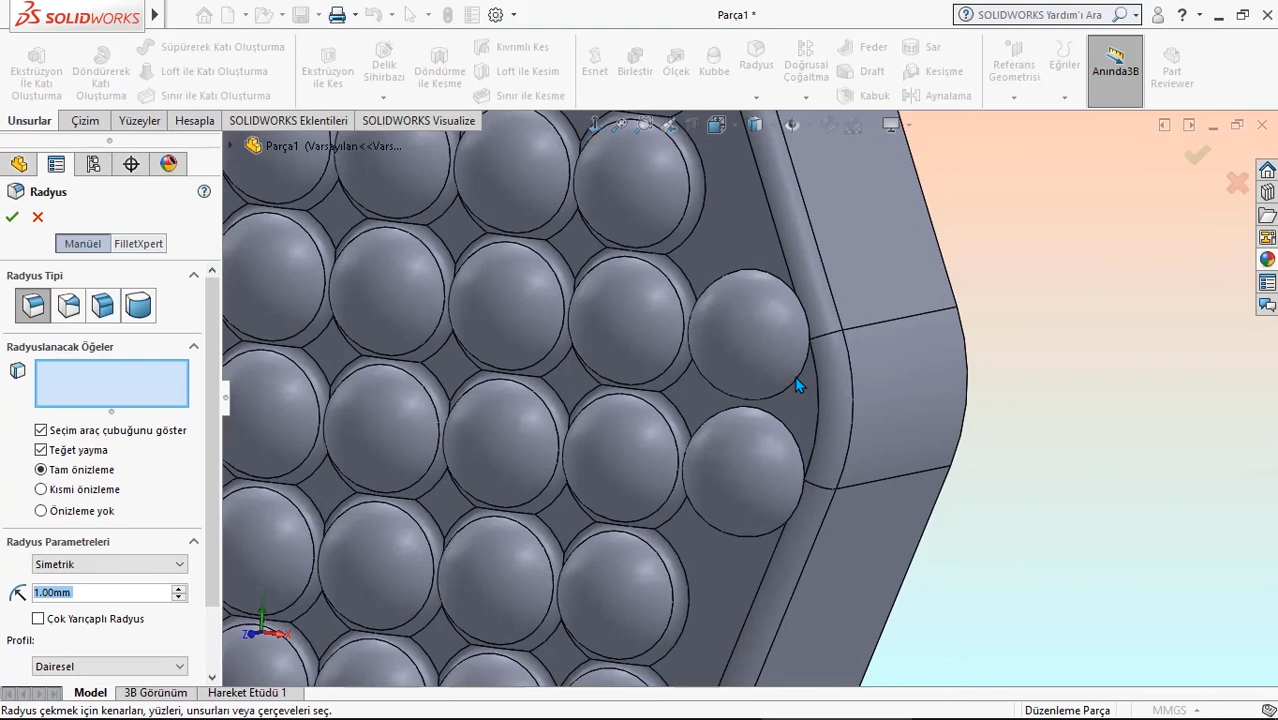 SOLIDWORKS
Parça1 *
SOLIDWORKS Yardım'ı Ara
Ekstrüzyon
İle Katı
Oluşturma
Döndürerek
Katı
Oluşturma
Süpürerek Katı Oluşturma
Loft ile Katı Oluşturma
Sınır ile Katı Oluşturma
Ekstrüzyon
ile Kes
Delik
Sihirbazı
Döndürme
ile Kesme
Kıvrımlı Kes
Loft ile Kesim
Sınır ile Kesme
Esnet
Birleştir
Ölçek
Kubbe
Radyus
Doğrusal
Çoğaltma
Feder
Draft
Kabuk
Sar
Kesişme
Aynalama
Referans
Geometrisi
Eğriler
Anında3B
Part
Reviewer
Unsurlar
Çizim
Yüzeyler
Hesapla
SOLIDWORKS Eklentileri
SOLIDWORKS Visualize
Parça1 (Varsayılan<<Vars...
Radyus
Manüel
FilletXpert
Radyus Tipi
Radyuslanacak Öğeler
Seçim araç çubuğunu göster
Teğet yayma
Tam önizleme
Kısmi önizleme
Önizleme yok
Radyus Parametreleri
Simetrik
1.00mm
Çok Yarıçaplı Radyus
Profil:
Dairesel
Z
X
Model
3B Görünüm
Hareket Etüdü 1
Radyus çekmek için kenarları, yüzleri, unsurları veya çerçeveleri seç.
Düzenleme Parça
MMGS